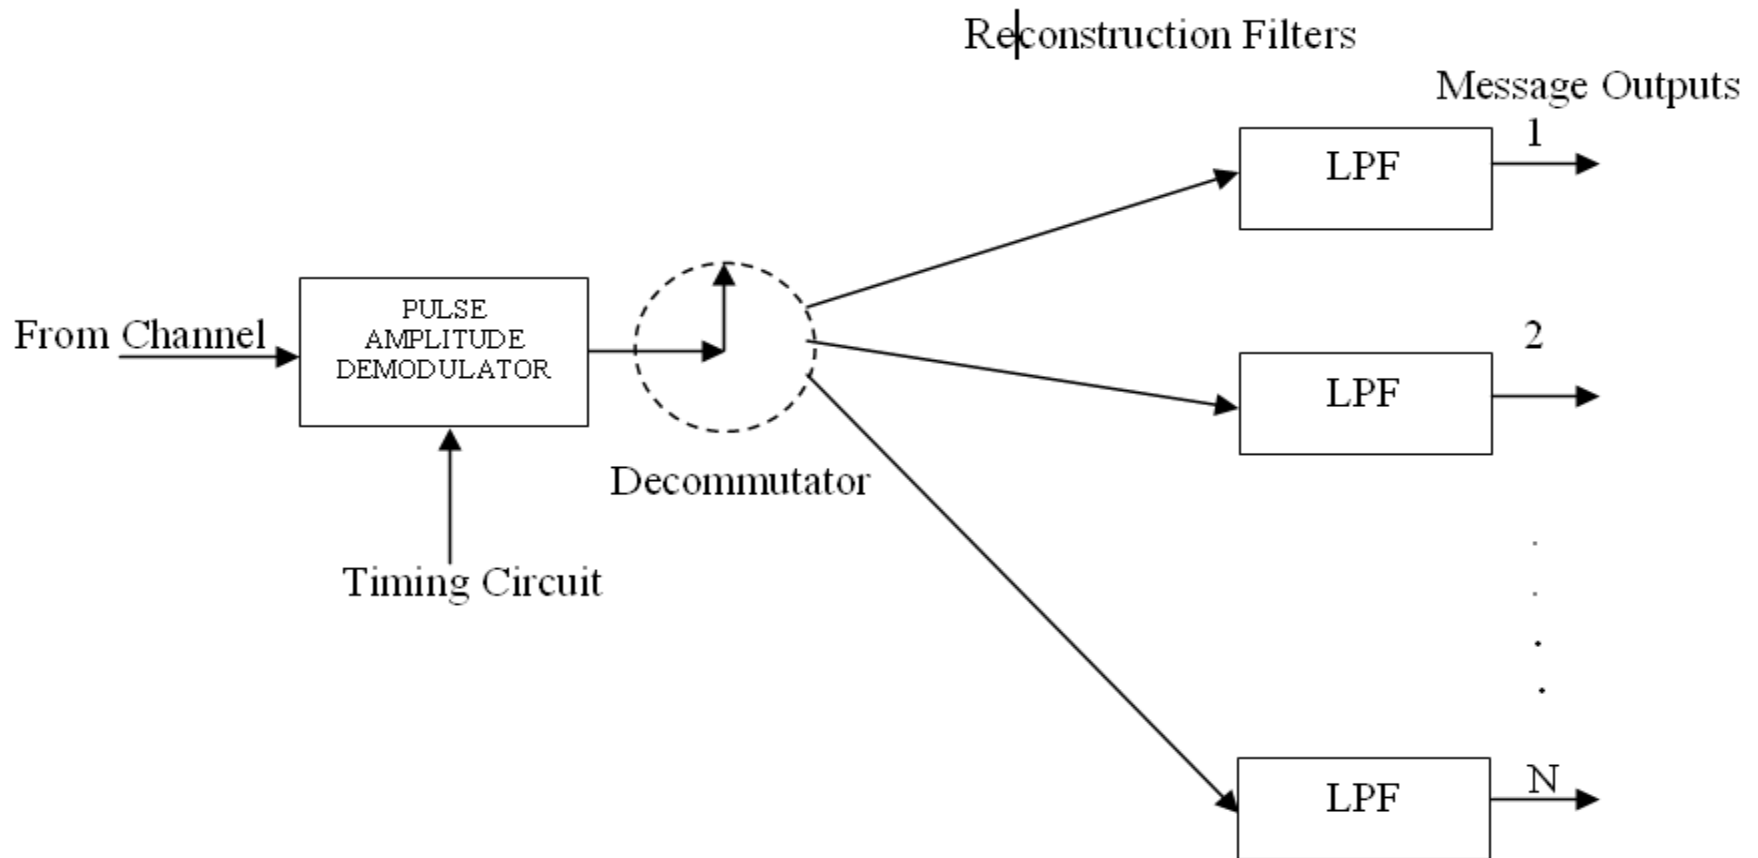 Reconstruction Filters
Message Outputs
1
LPF
PULSE
AMPLITUDE
DEMODULATOR
From Channel
2
LPF
Decommutator
Timing Circuit
.
.
.
.
N
LPF